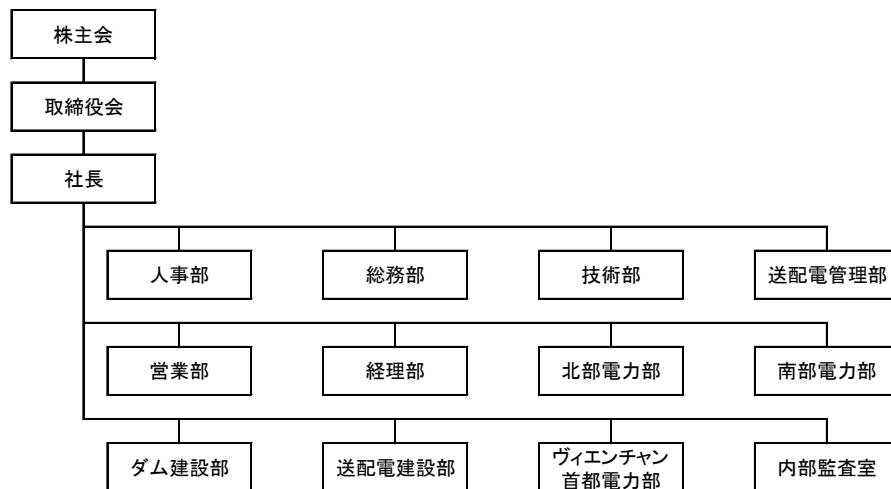 株主会
取締役会
社長
人事部
総務部
技術部
送配電管理部
営業部
経理部
北部電力部
南部電力部
ダム建設部
送配電建設部
ヴィエンチャン
首都電力部
内部監査室